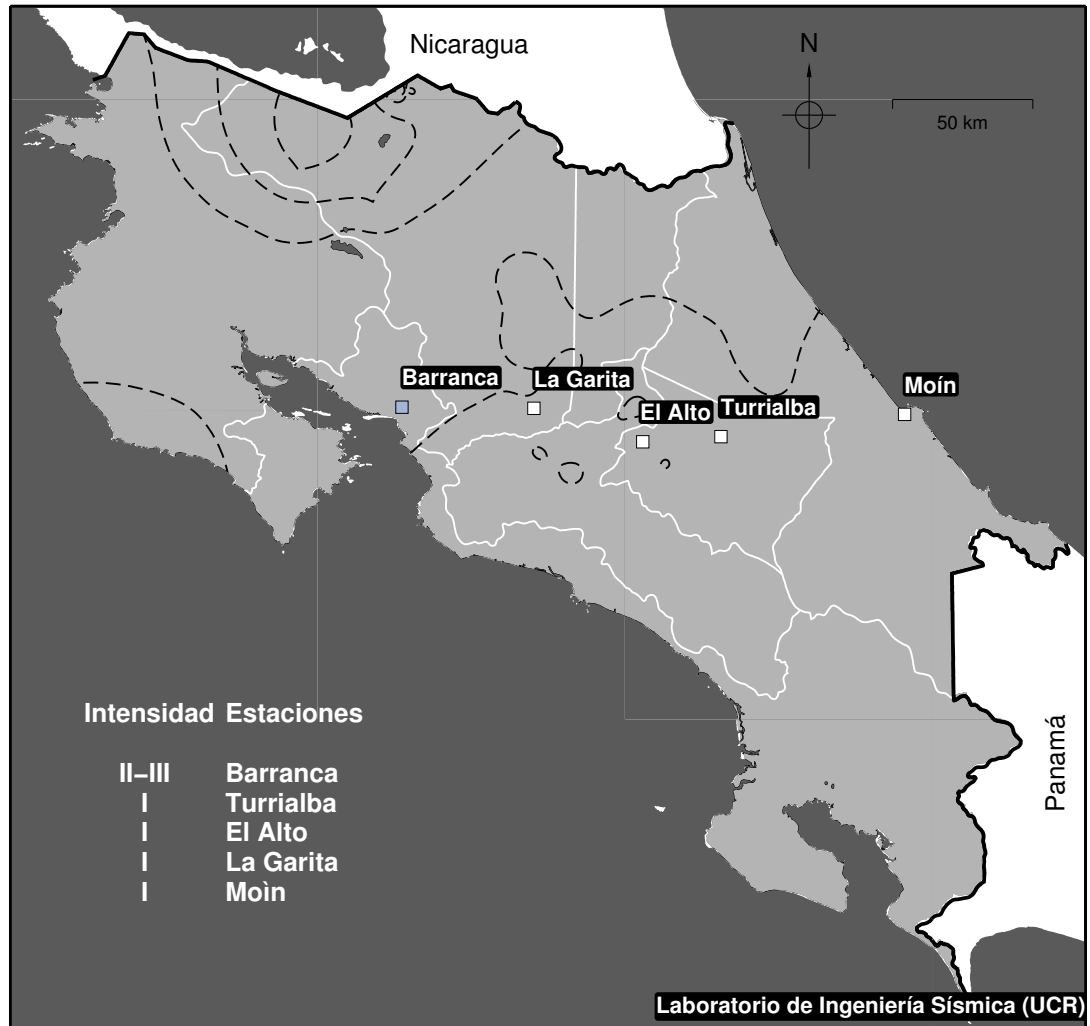 Nicaragua
N
50 km
Barranca
La Garita
Moín
El Alto
Turrialba
Intensidad Estaciones
II–III Barranca
I Turrialba
I El Alto
I La Garita
I Moìn
Panamá
Laboratorio de Ingeniería Sísmica (UCR)